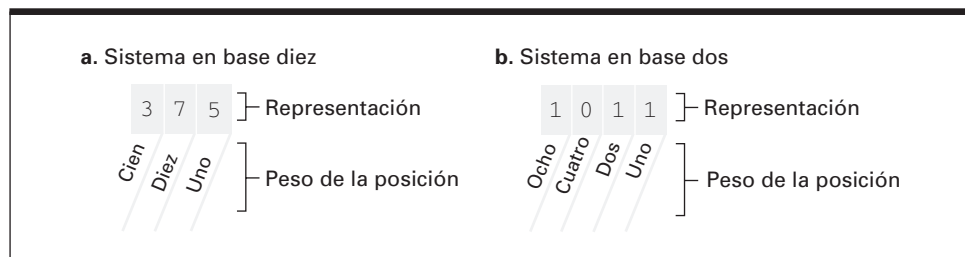 a. Sistema en base diez
3 7 5
Representación
Cien
Diez
Uno
Peso de la posición
b. Sistema en base dos
1 0 1 1
Representación
Ocho
Cuatro
Dos
Uno
Peso de la posición